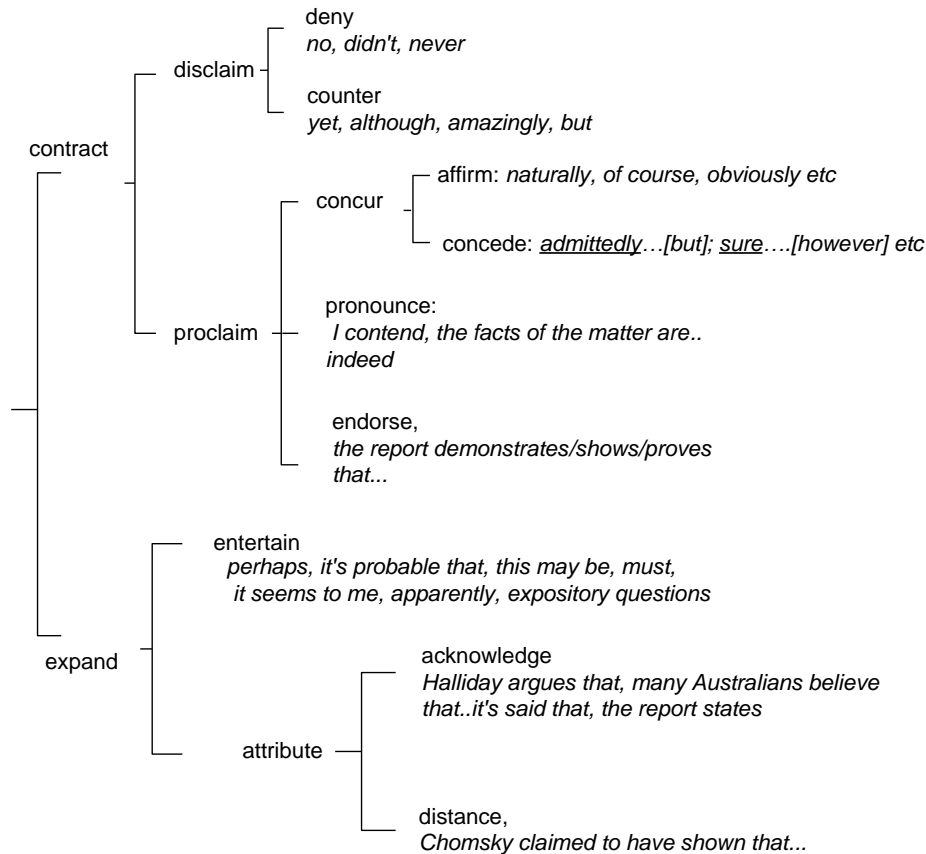 deny
no, didn't, never
disclaim
counter
yet, although, amazingly, but
contract
affirm: naturally, of course, obviously etc
concur
concede: admittedly…[but]; sure….[however] etc
pronounce:
I contend, the facts of the matter are..
indeed
proclaim
endorse,
the report demonstrates/shows/proves
that...
entertain
perhaps, it's probable that, this may be, must,
it seems to me, apparently, expository questions
expand
acknowledge
Halliday argues that, many Australians believe
that..it's said that, the report states
attribute
distance,
Chomsky claimed to have shown that...